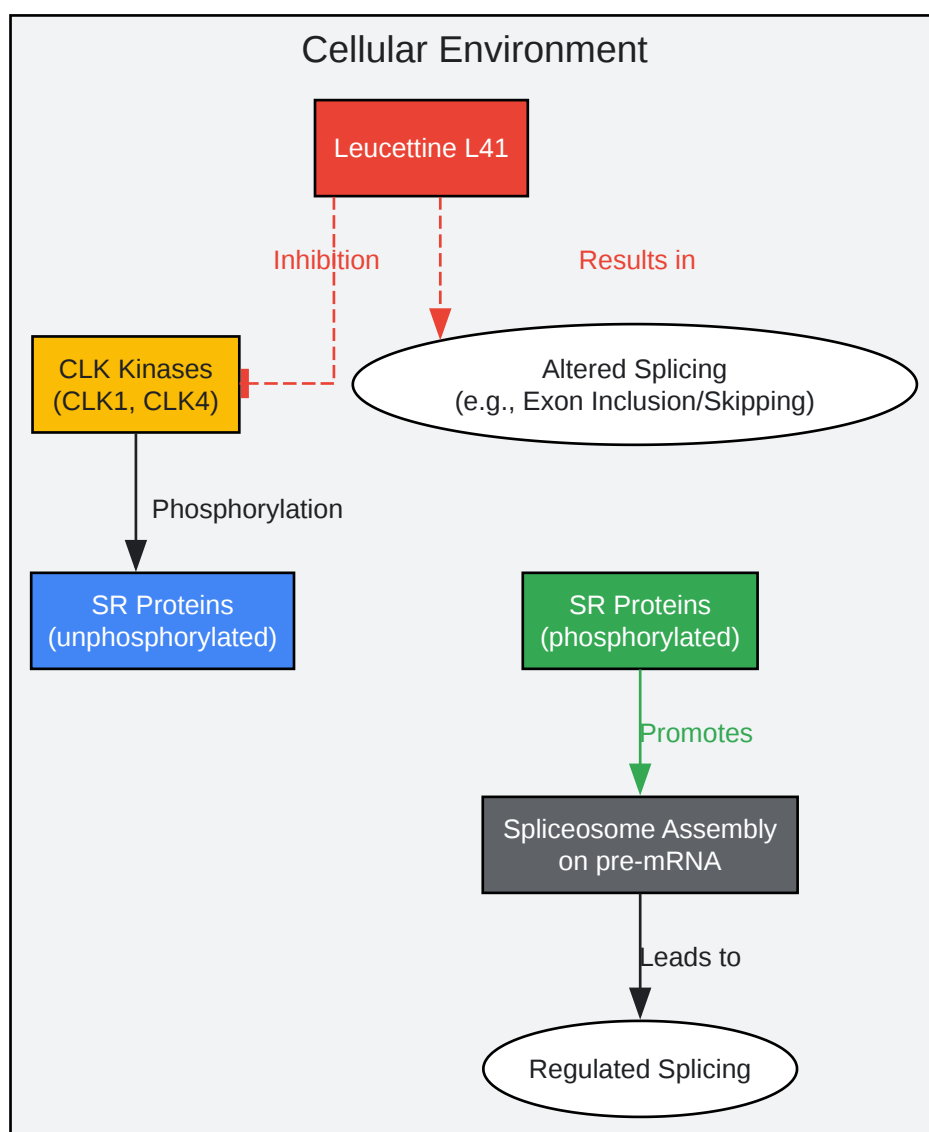 Cellular Environment
Leucettine L41
Inhibition
Results in
CLK Kinases
(CLK1, CLK4)
Altered Splicing
(e.g., Exon Inclusion/Skipping)
Phosphorylation
SR Proteins
(unphosphorylated)
SR Proteins
(phosphorylated)
Promotes
Spliceosome Assembly
on pre-mRNA
Leads to
Regulated Splicing